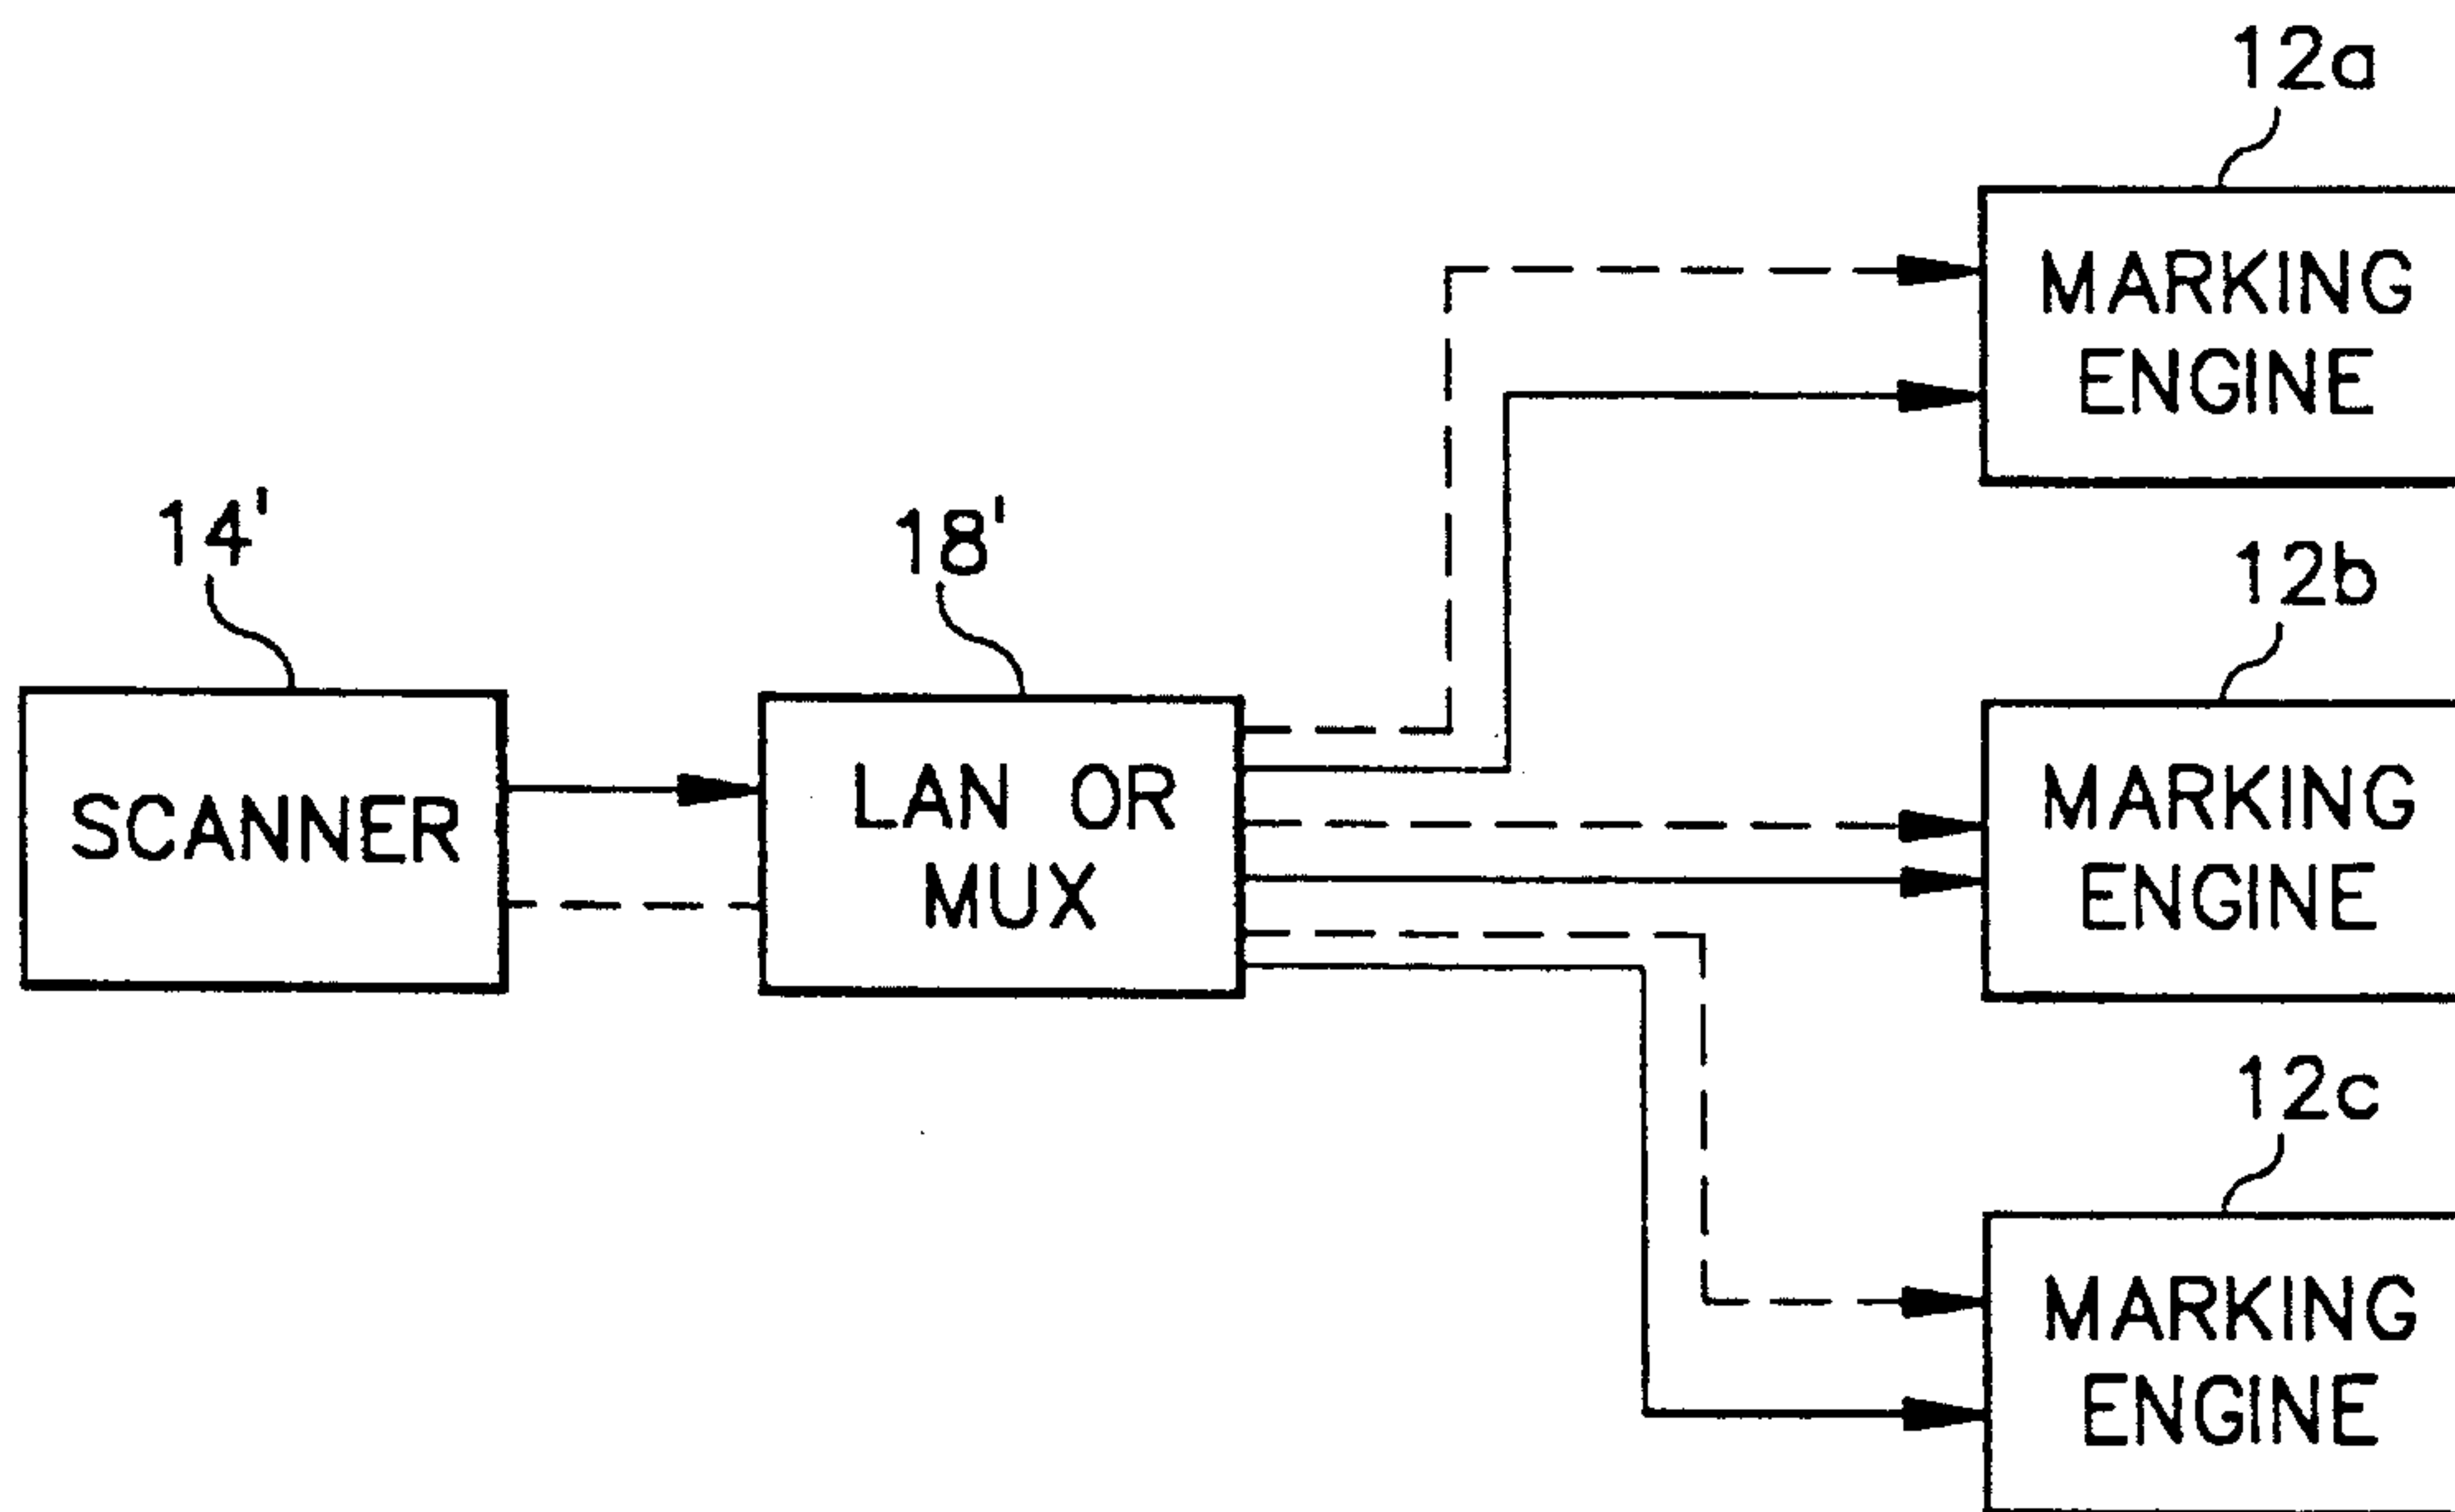 12a
MARKING
ENGINE
14'
SCANNER
18'
LAN OR
MUX
12b
MARKING
ENGINE
12c
MARKING
ENGINE